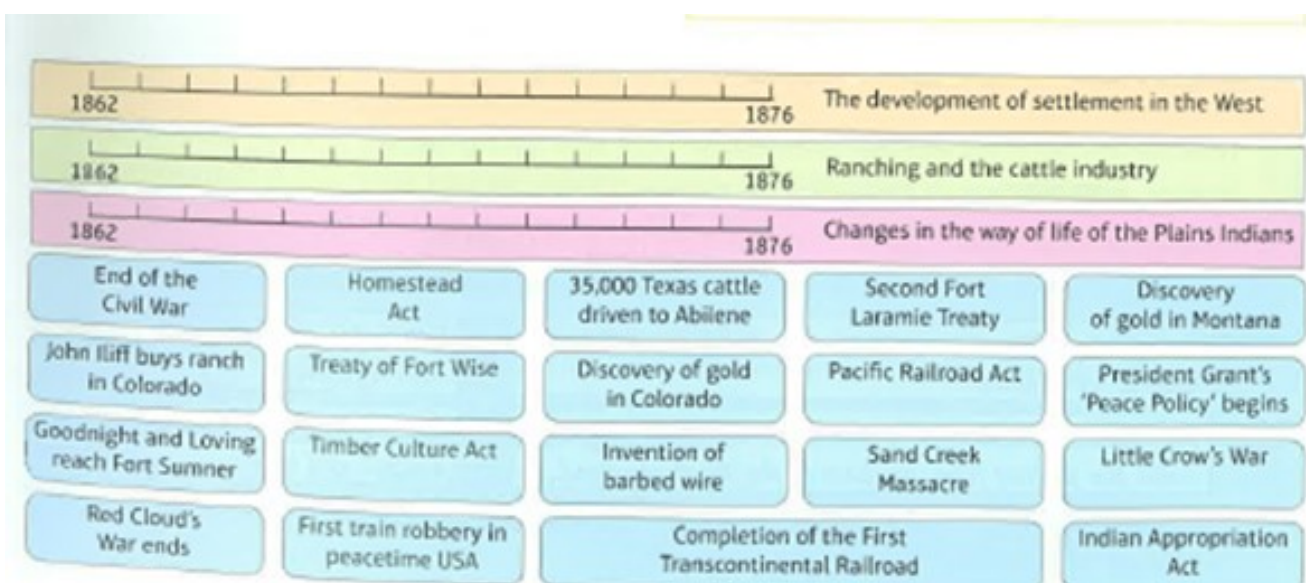 1862
1876
The development of settlement in the West
1862
1876
Ranching and the cattle industry
1862
1876
Changes in the way of life of the Plains Indians
End of the
Civil War
Homestead
Act
35,000 Texas cattle
driven to Abilene
Second Fort
Laramie Treaty
Discovery
of gold in Montana
John Iliff buys ranch
in Colorado
Treaty of Fort Wise
Discovery of gold
in Colorado
Pacific Railroad Act
President Grant's
'Peace Policy' begins
Goodnight and Loving
reach Fort Sumner
Timber Culture Act
Invention of
barbed wire
Sand Creek
Massacre
Little Crow's War
Red Cloud's
War ends
First train robbery in
peacetime USA
Completion of the First
Transcontinental Railroad
Indian Appropriation
Act